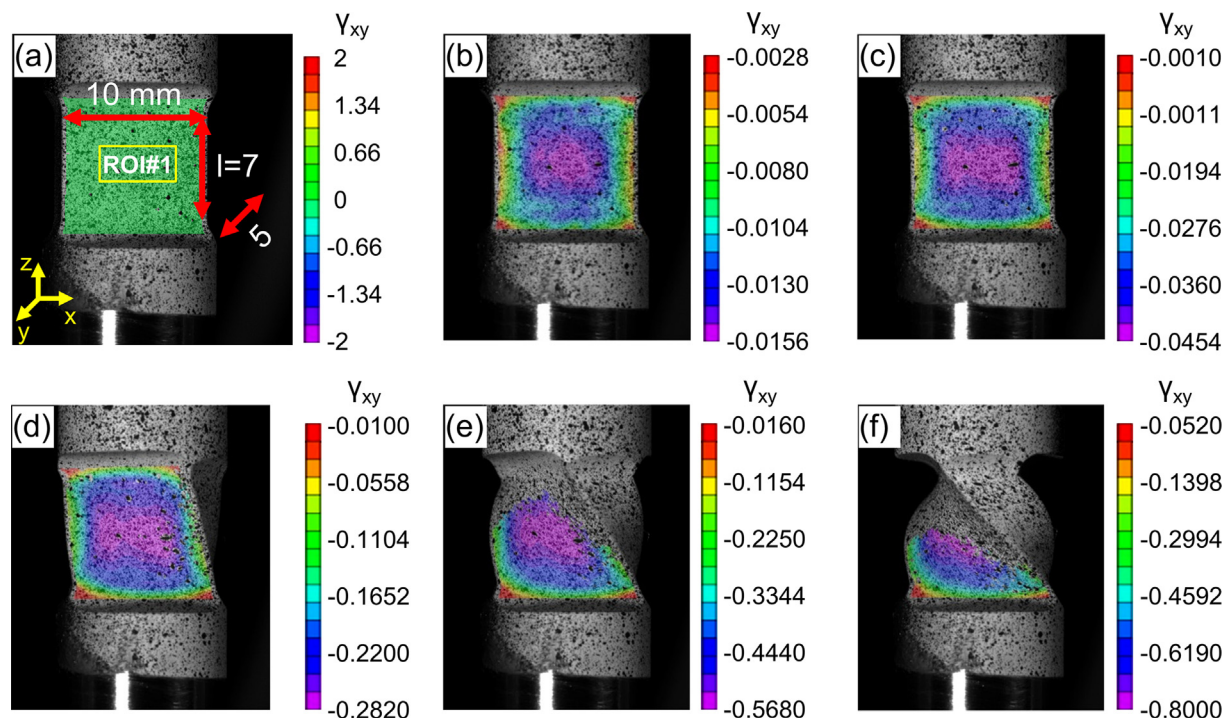 (a)
γxy
10 mm
ROI#1
l=7
5
z
x
y
2
1.34
0.66
0
-0.66
-1.34
-2
(b)
γxy
-0.0028
-0.0054
-0.0080
-0.0104
-0.0130
-0.0156
(c)
γxy
-0.0010
-0.0011
-0.0194
-0.0276
-0.0360
-0.0454
(d)
γxy
-0.0100
-0.0558
-0.1104
-0.1652
-0.2200
-0.2820
(e)
γxy
-0.0160
-0.1154
-0.2250
-0.3344
-0.4440
-0.5680
(f)
γxy
-0.0520
-0.1398
-0.2994
-0.4592
-0.6190
-0.8000